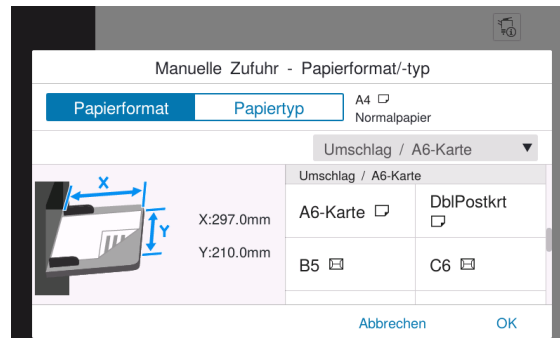 Manuelle Zufuhr - Papierformat/-typ
Papierformat
Papiertyp
A4
Normalpapier
Umschlag / A6-Karte
Umschlag / A6-Karte
X
Y
X:297.0mm
Y:210.0mm
A6-Karte
DblPostkrt
B5
C6
Abbrechen
OK